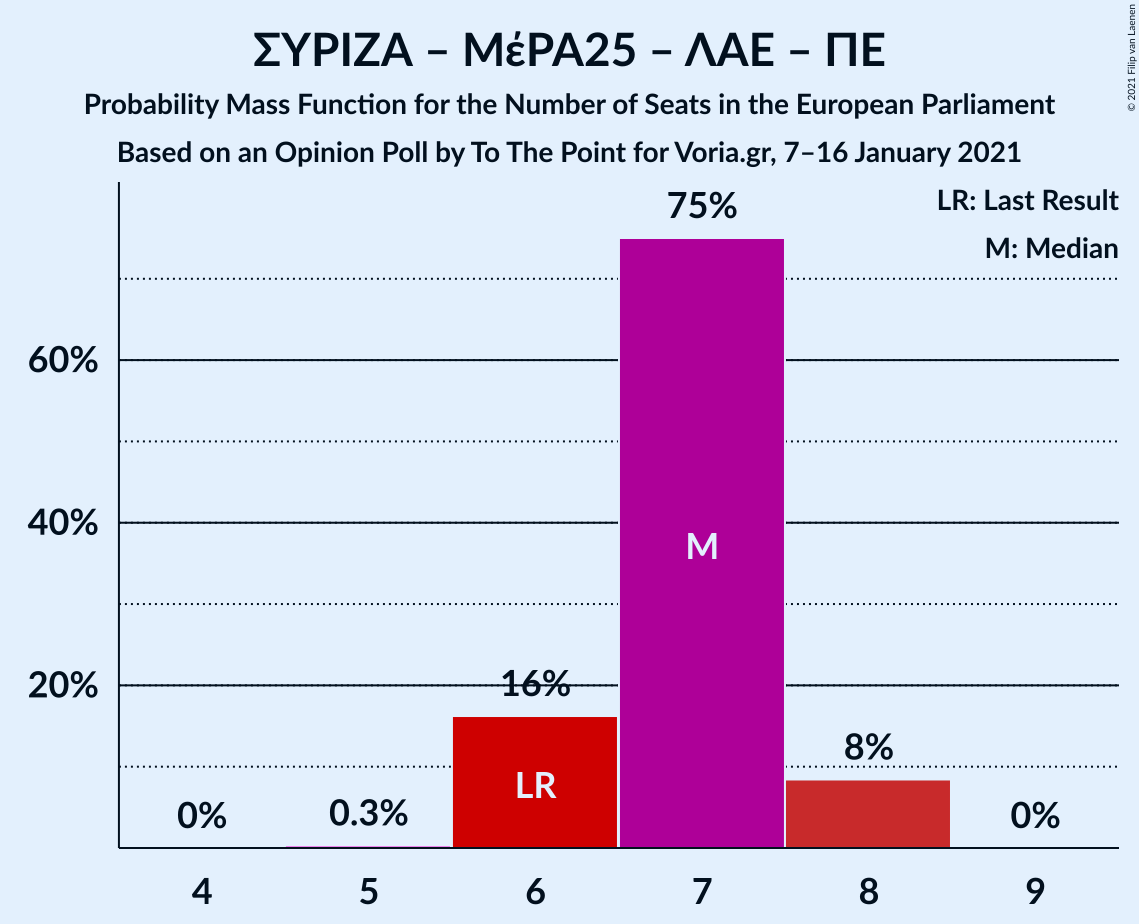 ΣΥΡΙΖΑ – ΜέΡΑ25 – ΛΑΕ – ΠΕ
Probability Mass Function for the Number of Seats in the European Parliament
Based on an Opinion Poll by To The Point for Voria.gr, 7–16 January 2021
© 2021 Filip van Laenen
LR: Last Result
M: Median
75%
60%
40%
M
20%
16%
8%
LR
0%
0.3%
0%
4 5 6 7 8 9